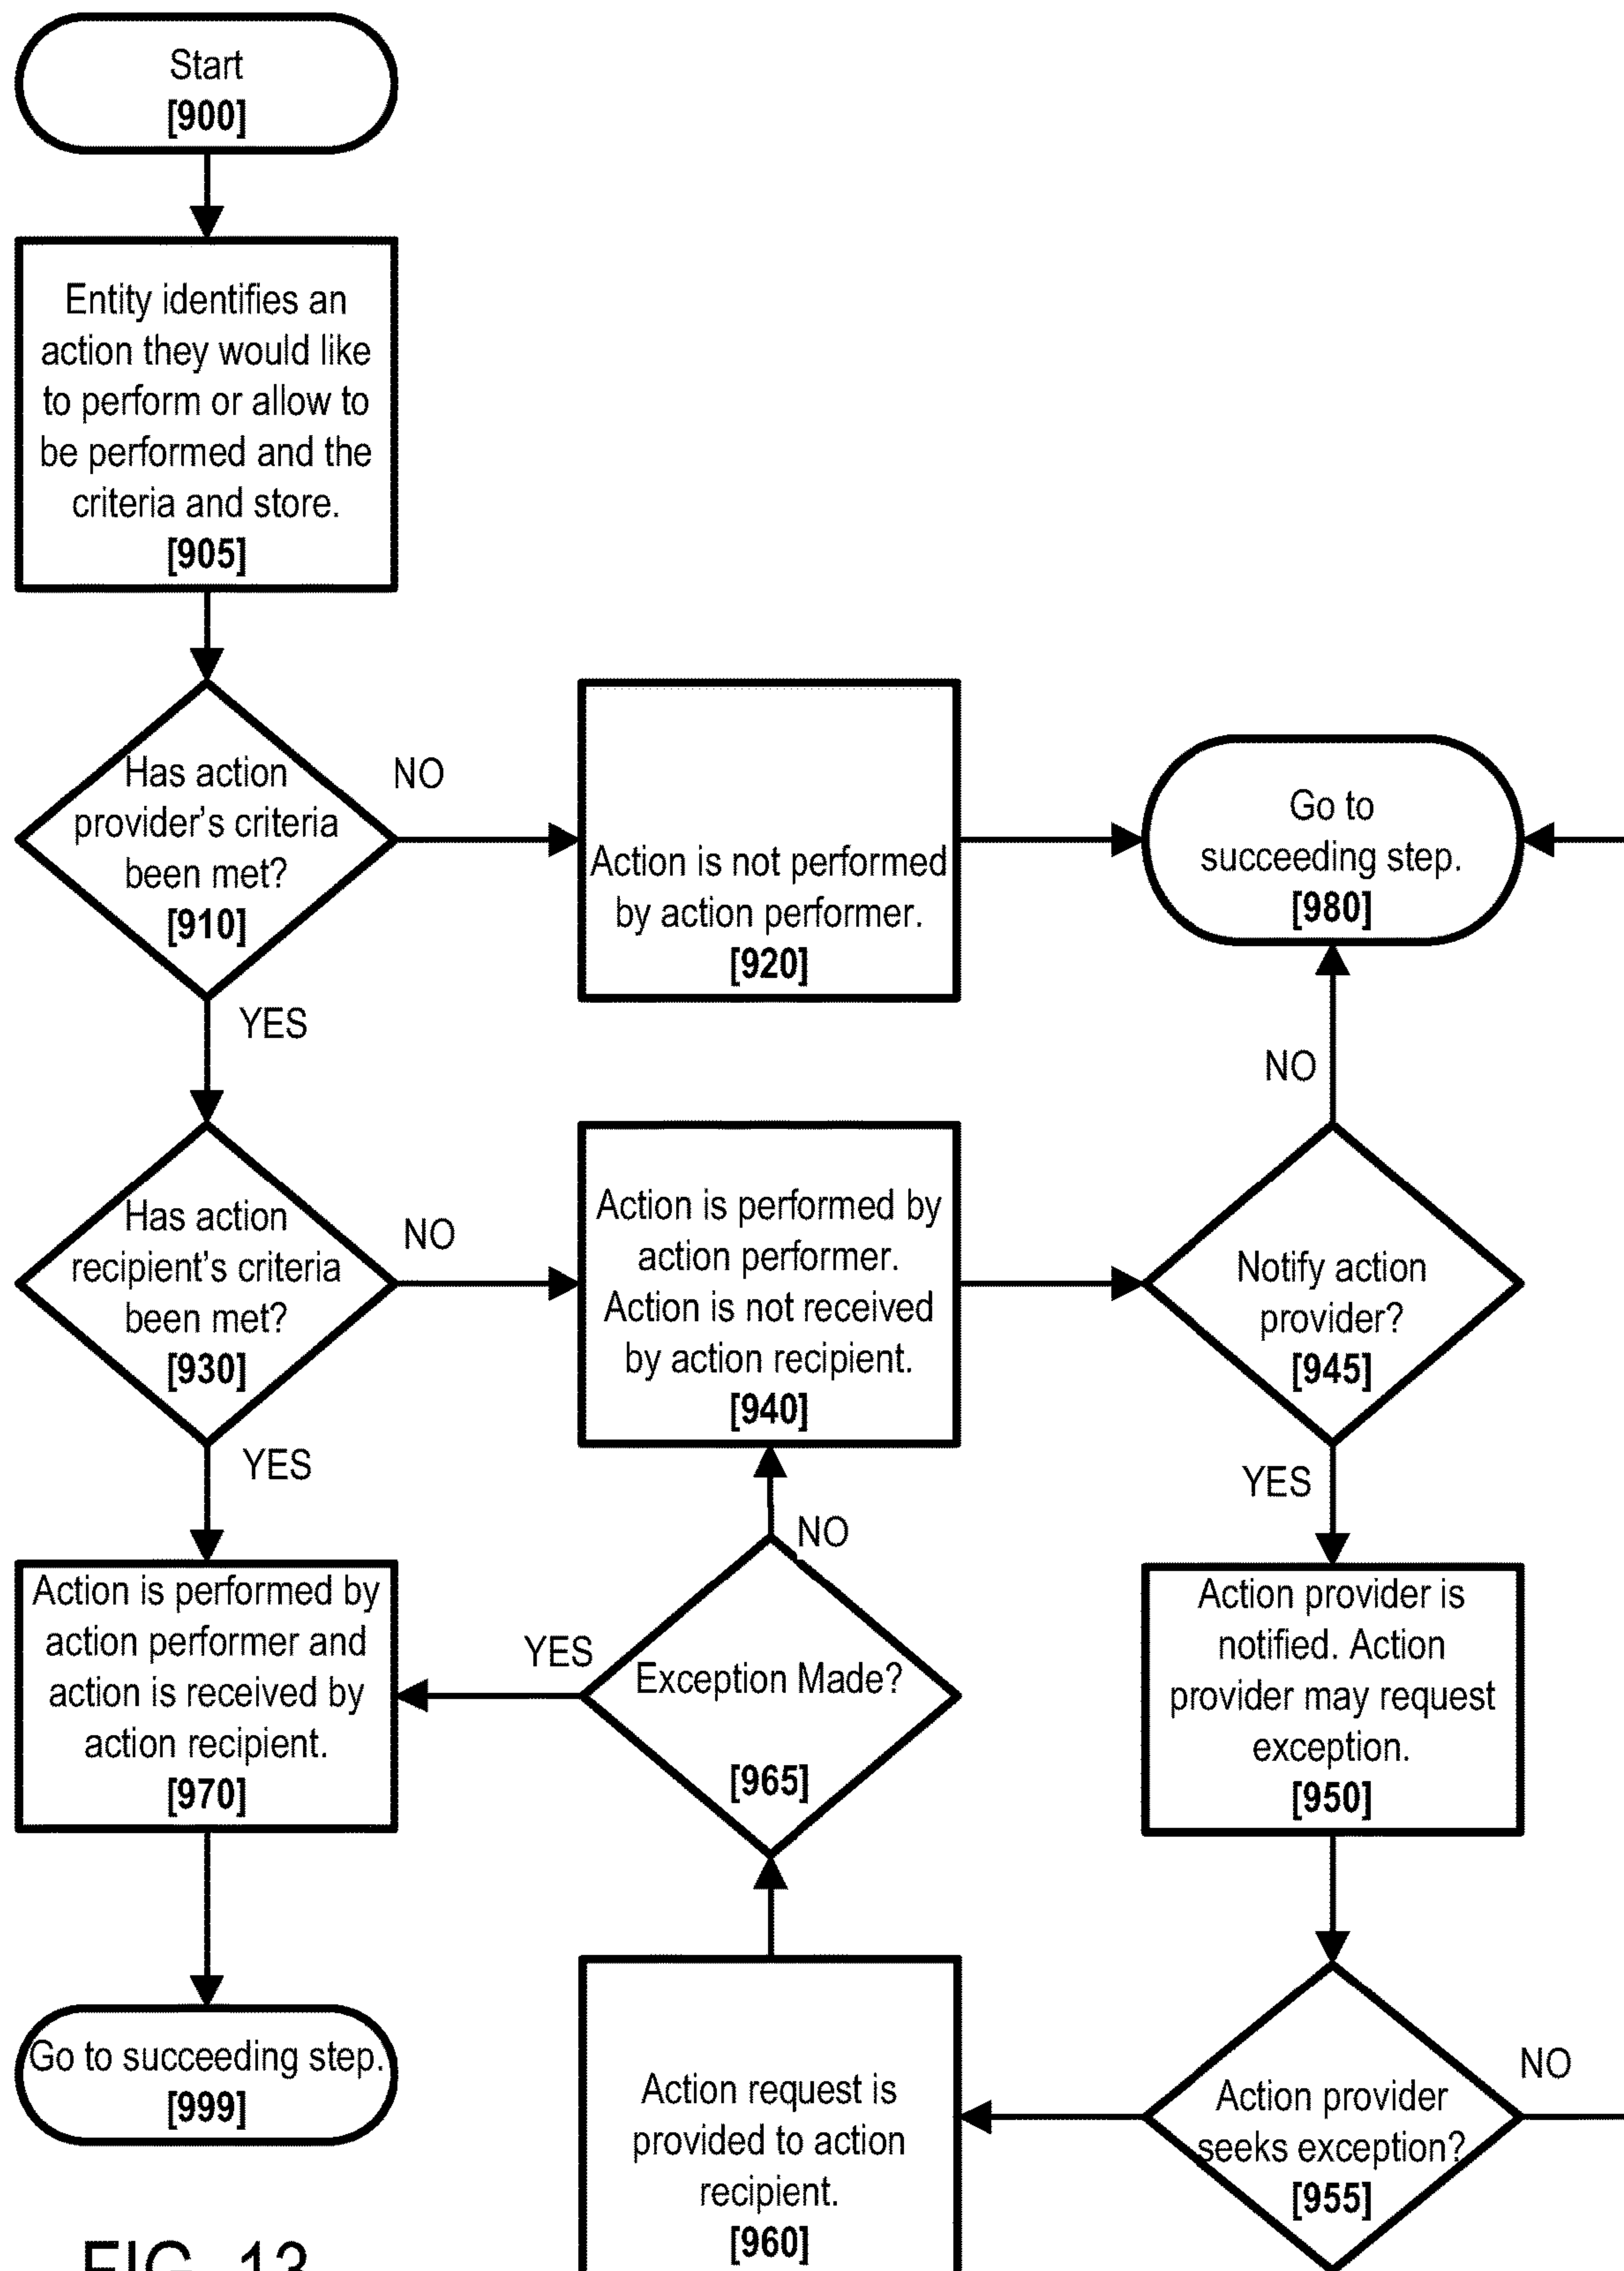 Start
[900]
Entity identifies an
action they would like
to perform or allow to
be performed and the
criteria and store.
[905]
Has action
provider's criteria
been met?
[910]
NO
YES
Action is not performed
by action performer.
[920]
Go to
succeeding step.
[980]
NO
Has action
recipient's criteria
been met?
[930]
NO
YES
Action is performed by
action performer.
Action is not received
by action recipient.
[940]
Notify action
provider?
[945]
YES
Action is performed by
action performer and
action is received by
action recipient.
[970]
YES
NO
Exception Made?
[965]
Action provider is
notified. Action
provider may request
exception.
[950]
Go to succeeding step.
[999]
Action request is
provided to action
recipient.
[960]
Action provider
seeks exception?
[955]
NO
FIG. 13